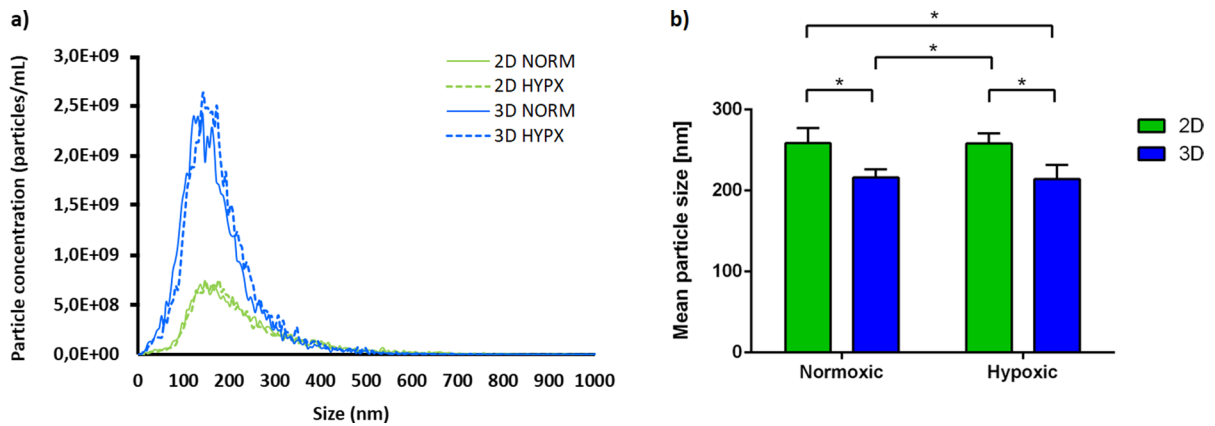 a)
3,0E+09
2,5E+09
2,0E+09
1,5E+09
1,0E+09
5,0E+08
0,0E+00
Particle concentration (particles/mL)
0 100 200 300 400 500 600 700 800 900 1000
Size (nm)
2D NORM
2D HYPX
3D NORM
3D HYPX
b)
*
*
* *
300
200
100
0
Mean particle size [nm]
Normoxic Hypoxic
2D
3D